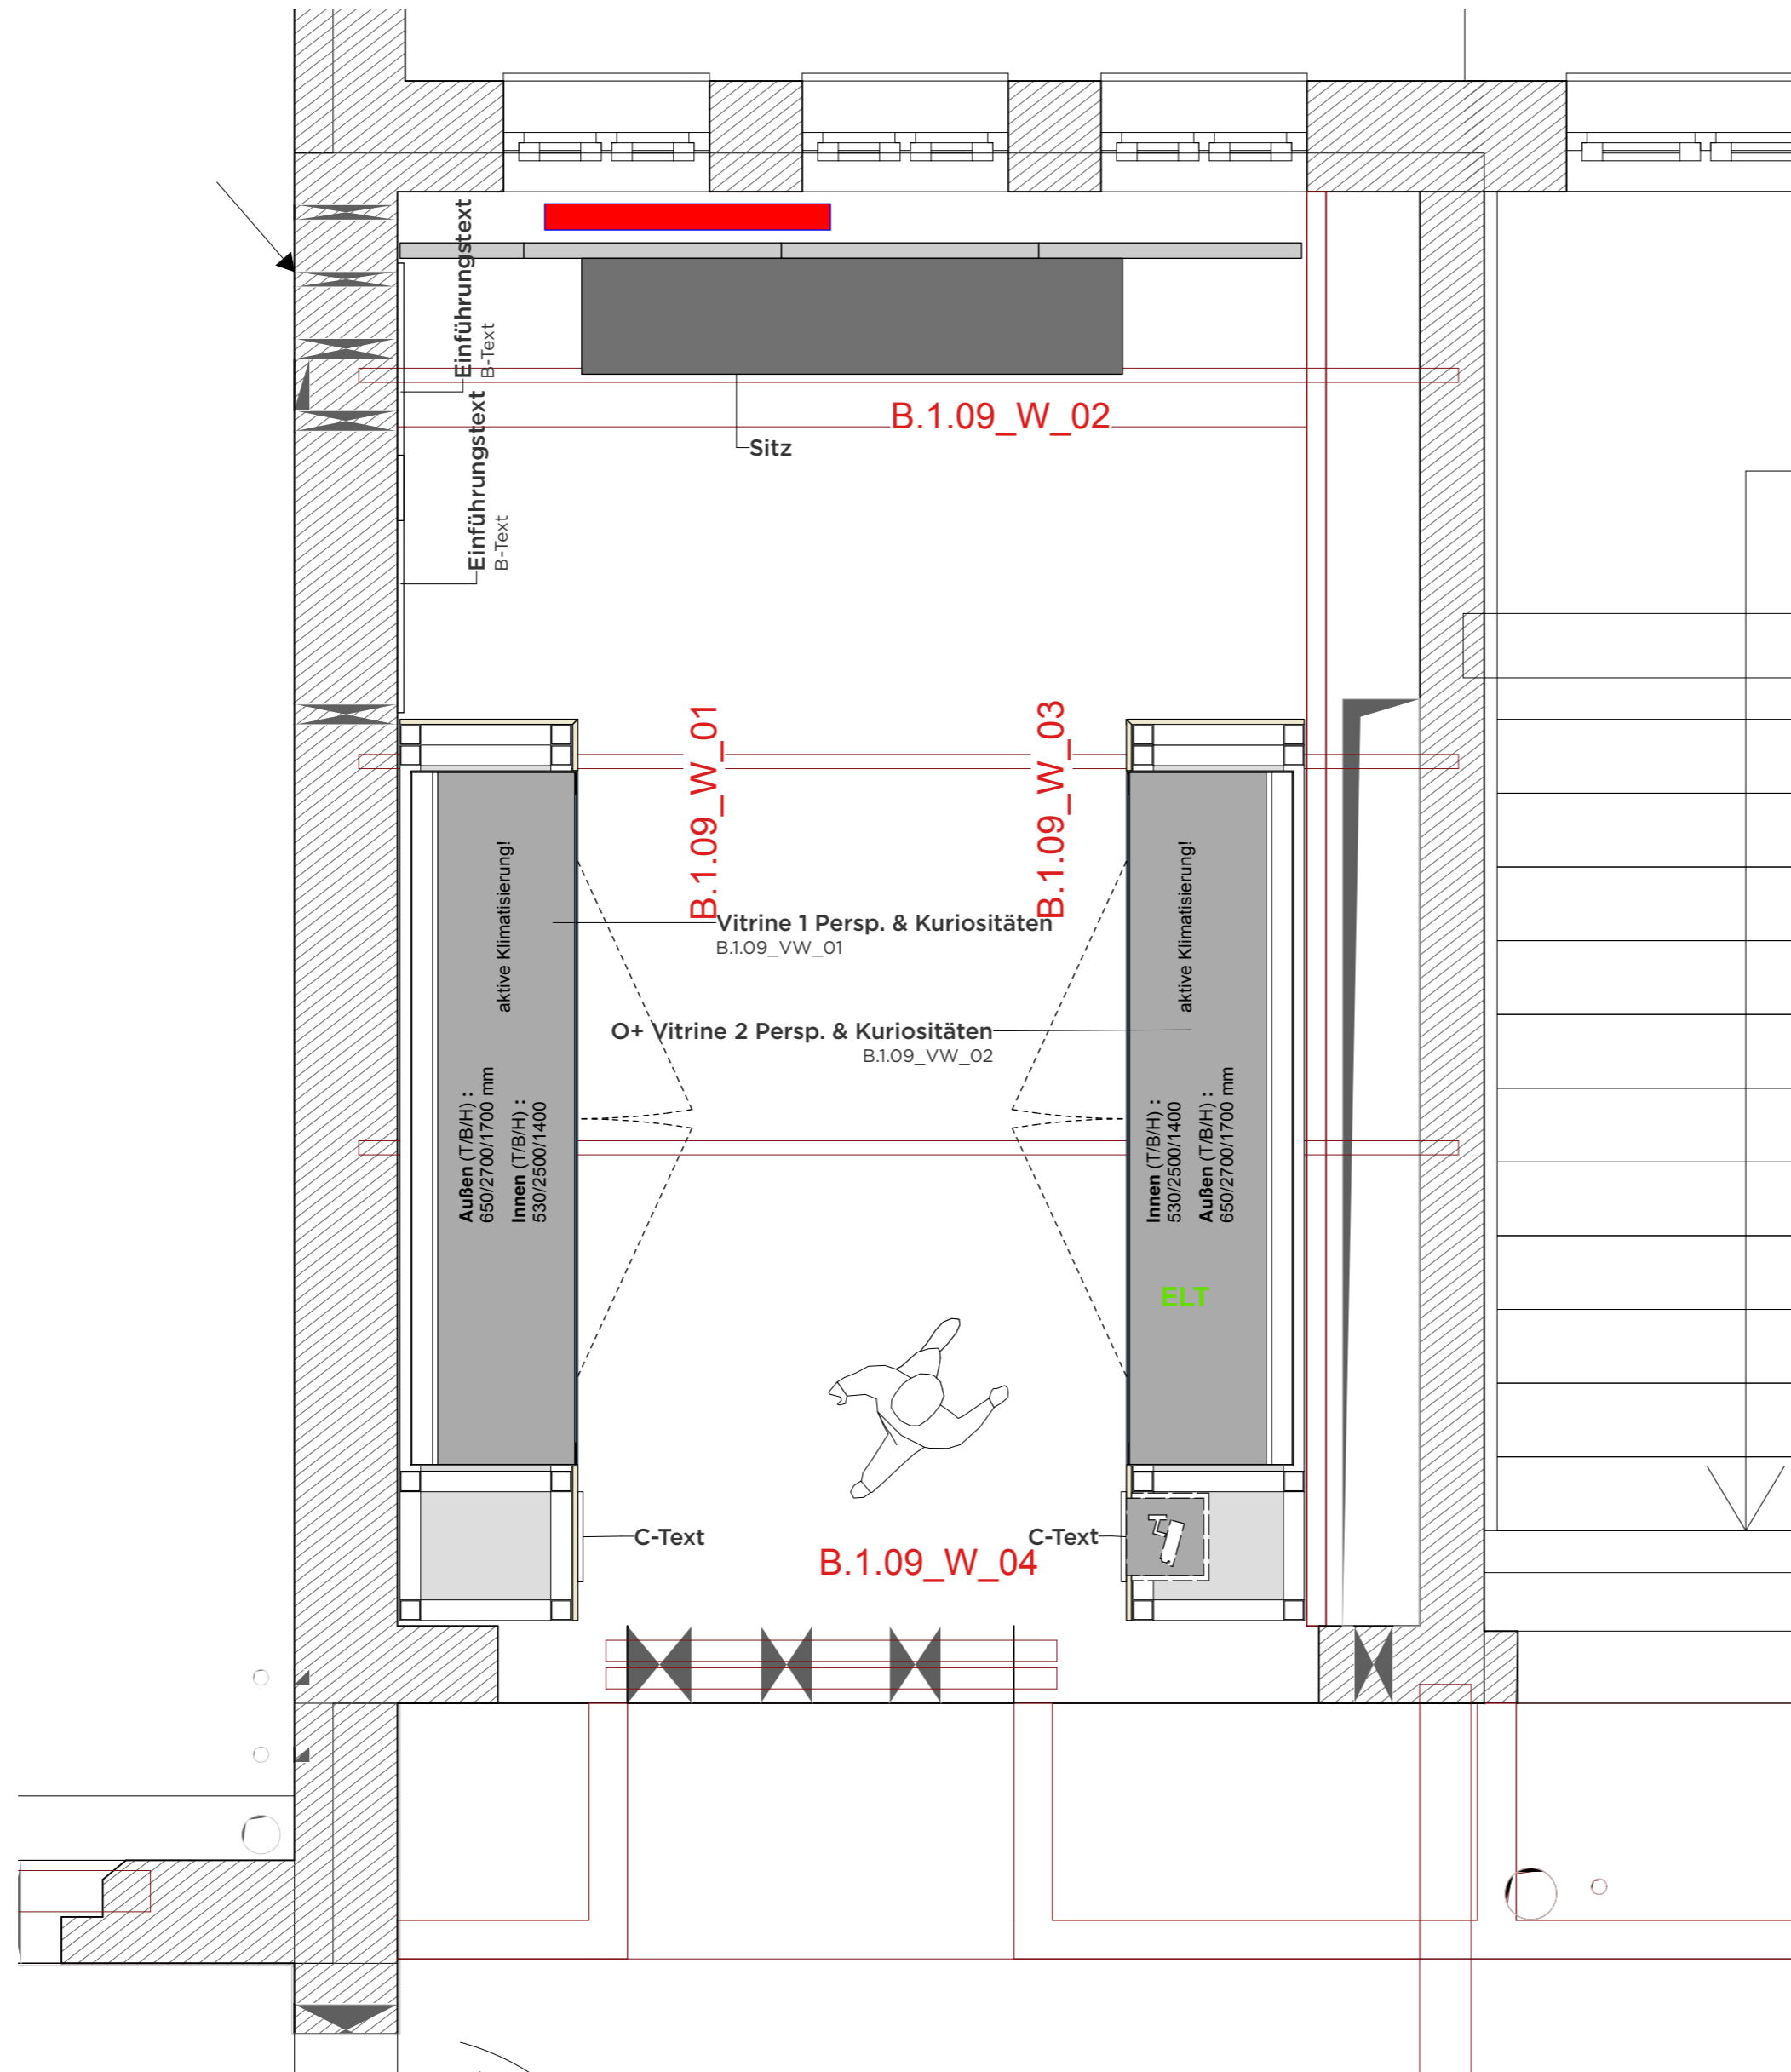 Einführungstext
B-Text
B.1.09_W_02
Sitz
Einführungstext
B-Text
B.1.09_W_01
B.1.09_W_03
aktive Klimatisierung!
aktive Klimatisierung!
Vitrine 1 Persp. & Kuriositäten
B.1.09_VW_01
O+ Vitrine 2 Persp. & Kuriositäten
B.1.09_VW_02
Außen (T/B/H) :
650/2700/1700 mm
Innen (T/B/H) :
530/2500/1400
Innen (T/B/H) :
530/2500/1400
Außen (T/B/H) :
650/2700/1700 mm
ELT
C-Text
C-Text
B.1.09_W_04